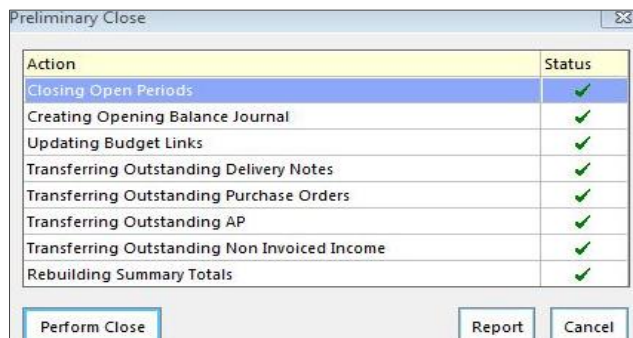 Preliminary Close
Action Status
Closing Open Periods
Creating Opening Balance Journal
Updating Budget Links
Transferring Outstanding Delivery Notes
Transferring Outstanding Purchase Orders
Transferring Outstanding AP
Transferring Outstanding Non Invoiced Income
Rebuilding Summary Totals
Perform Close Report Cancel